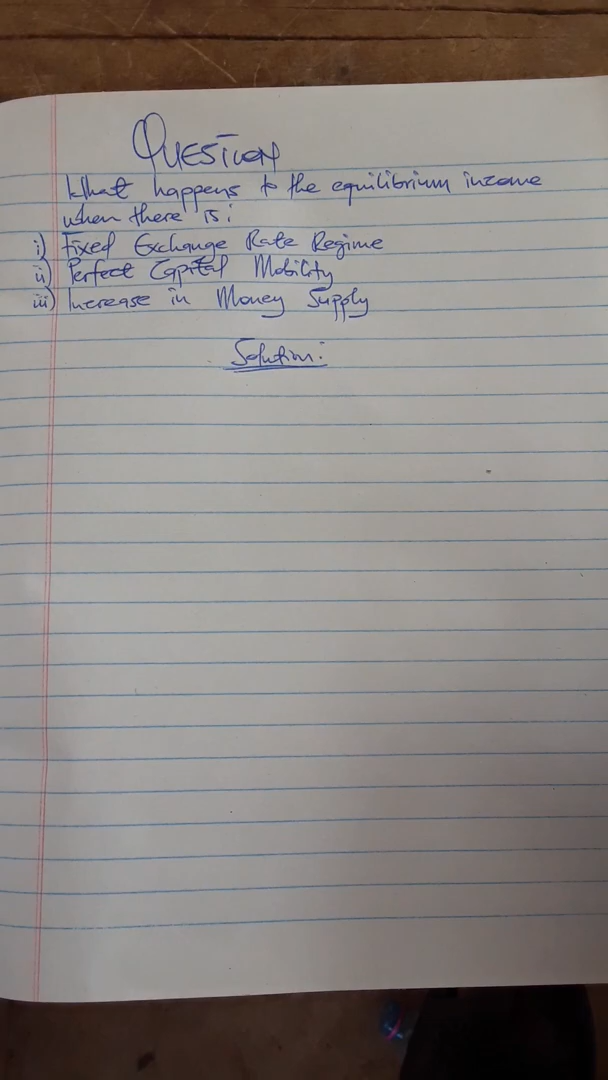 QUESTION
What happens to the equilibrium income
when there is:
i) Fixed Exchange Rate Regime
ii) Perfect Capital Mobility
iii) Increase in Money Supply
Solution: